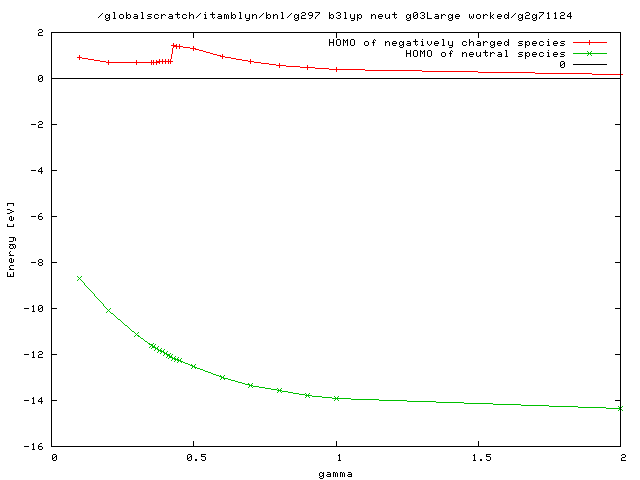 /globalscratch/itamblyn/bnl/g297 b3lyp neut g03Large worked/g2g71124
HOMO of negatively charged species
HOMO of neutral species
0
2
0
-2
-4
-6
-8
-10
-12
-14
-16
Energy [eV]
0 0.5 1 1.5 2
gamma